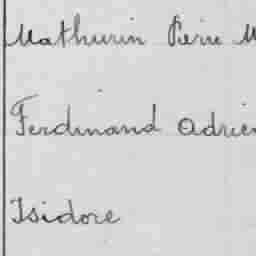 Mathurin Pierre M
Ferdinand Adrien
Isidore